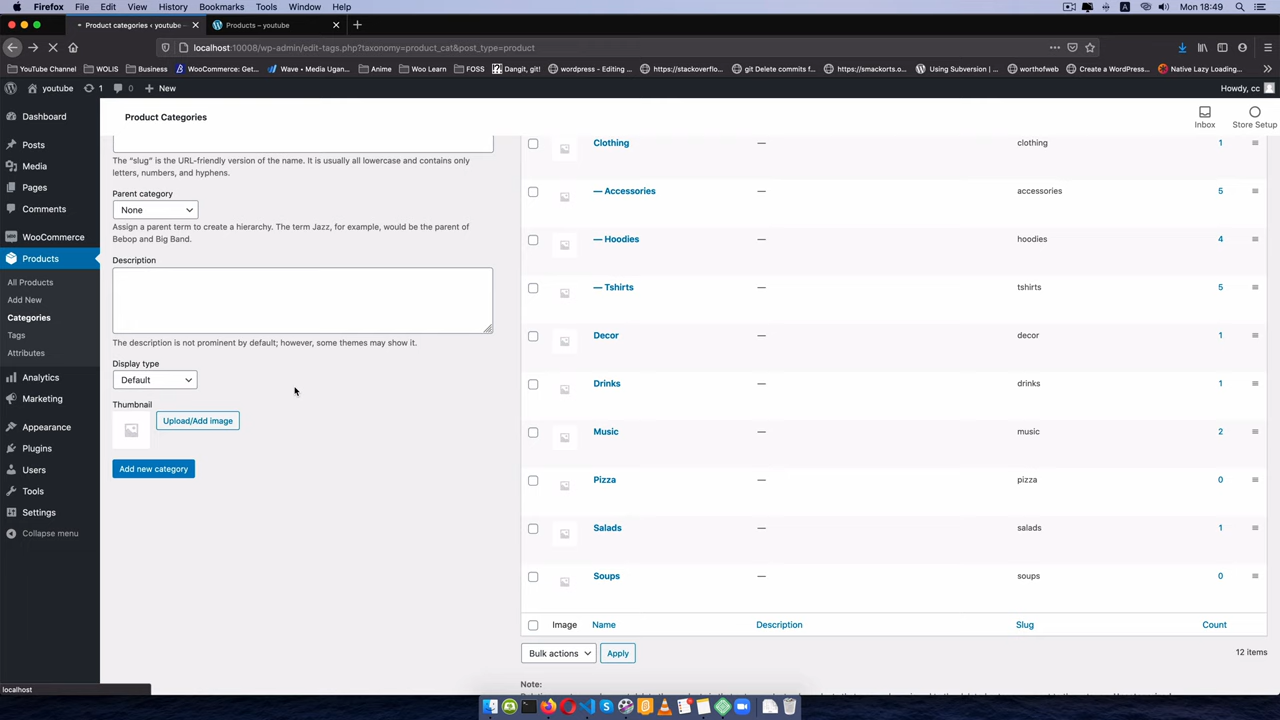 Firefox File Edit View History Bookmarks Tools Window Help
Mon 18:49
Product categories ‹ youtube
Products – youtube
localhost:10008/wp-admin/edit-tags.php?taxonomy=product_cat&post_type=product
YouTube Channel WOLIS Business WooCommerce: Get... Wave • Media Ugan... Anime Woo Learn FOSS Dangit, git! wordpress - Editing ... https://stackoverflo... git Delete commits f... https://smackorts.o... Using Subversion | ... worthofweb Create a WordPress... Native Lazy Loading...
youtube 1 0 New
Howdy, cc
Product Categories
Inbox
Store Setup
Dashboard
Posts
Media
Pages
Comments
WooCommerce
Products
All Products
Add New
Categories
Tags
Attributes
Analytics
Marketing
Appearance
Plugins
Users
Tools
Settings
Collapse menu
The “slug” is the URL-friendly version of the name. It is usually all lowercase and contains only
letters, numbers, and hyphens.
Parent category
None
Assign a parent term to create a hierarchy. The term Jazz, for example, would be the parent of
Bebop and Big Band.
Description
The description is not prominent by default; however, some themes may show it.
Display type
Default
Thumbnail
Upload/Add image
Add new category
Clothing — clothing 1
— Accessories — accessories 5
— Hoodies — hoodies 4
— Tshirts — tshirts 5
Decor — decor 1
Drinks — drinks 1
Music — music 2
Pizza — pizza 0
Salads — salads 1
Soups — soups 0
Image Name Description Slug Count
Bulk actions Apply
12 items
Note:
localhost